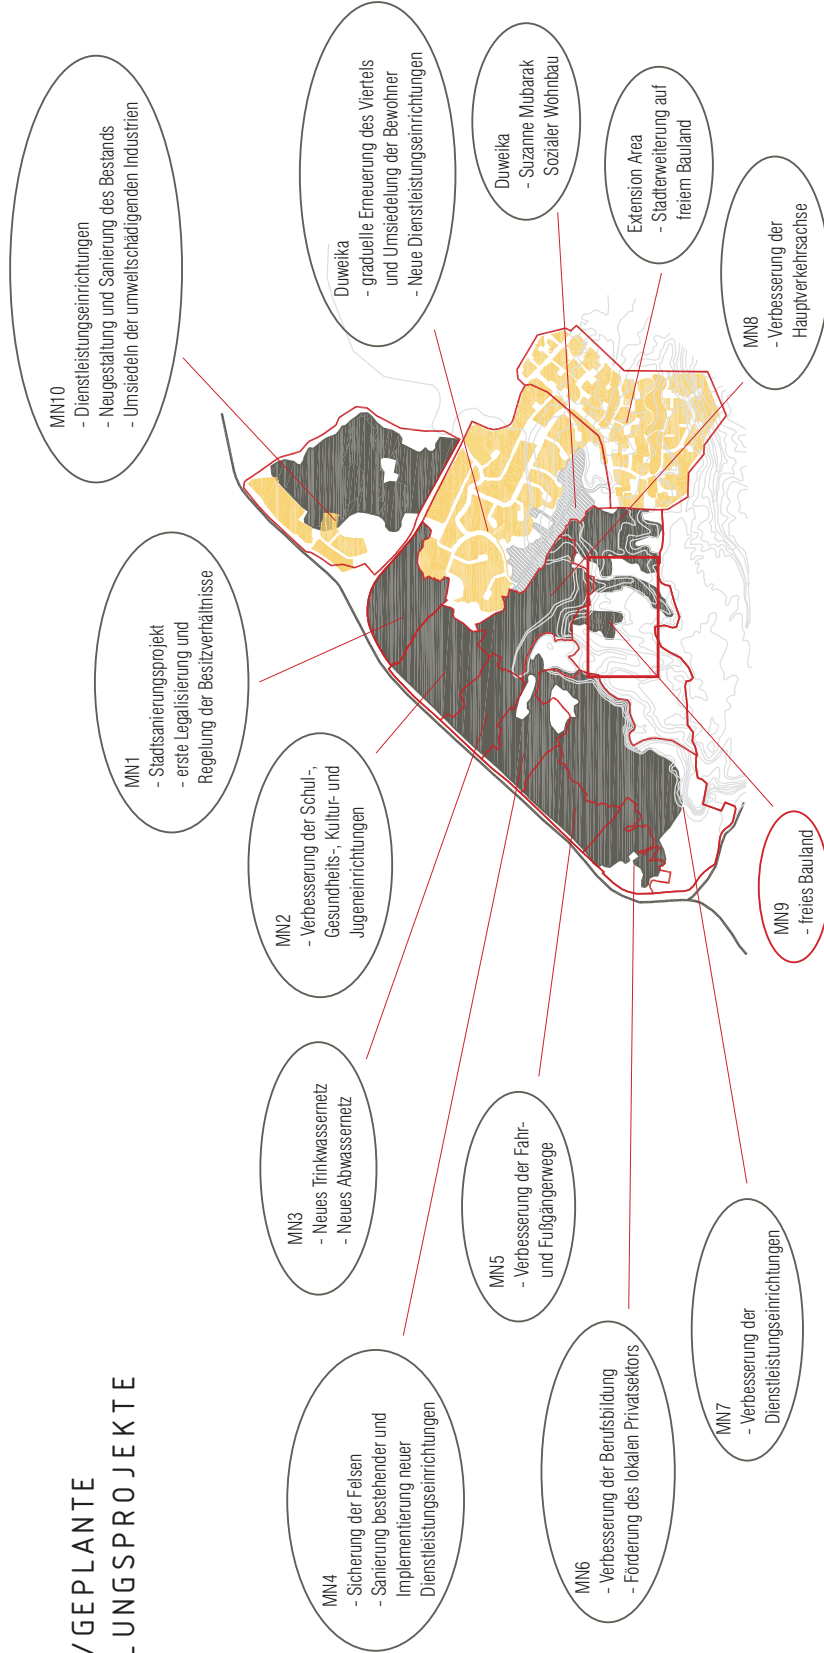 /GEPLANTE
LUNGSPROJEKTE
MN4
- Sicherung der Felsen
- Sanierung bestehender und
Implementierung neuer
Dienstleistungseinrichtungen
MN6
- Verbesserung der Berufsbildung
- Förderung des lokalen Privatsektors
MN7
- Verbesserung der
Dienstleistungseinrichtungen
MN3
- Neues Trinkwassernetz
- Neues Abwassernetz
MN5
- Verbesserung der Fahr-
und Fußgängerwege
MN2
- Verbesserung der Schul-,
Gesundheits-, Kultur- und
Jugeneinrichtungen
MN9
- freies Bauland
MN1
- Stadtsanierungsprojekt
- erste Legalisierung und
Regelung der Besitzverhältnisse
MN10
- Dienstleistungseinrichtungen
- Neugestaltung und Sanierung des Bestands
- Umsiedeln der umweltschädigenden Industrien
Duweika
- graduelle Erneuerung des Viertels
und Umsiedelung der Bewohner
- Neue Dienstleistungseinrichtungen
Duweika
- Suzanne Mubarak
Sozialer Wohnbau
Extension Area
- Stadterweiterung auf
freiem Bauland
MN8
- Verbesserung der
Hauptverkehrsachse